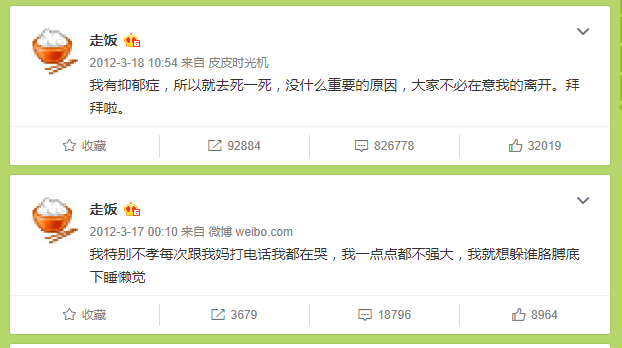 走饭
2012-3-18 10:54 来自 皮皮时光机
我有抑郁症，所以就去死一死，没什么重要的原因，大家不必在意我的离开。拜
拜啦。
收藏 92884 826778 32019
走饭
2012-3-17 00:10 来自 微博 weibo.com
我特别不孝每次跟我妈打电话我都在哭，我一点点都不强大，我就想躲谁胳膊底
下睡懒觉
收藏 3679 18796 8964